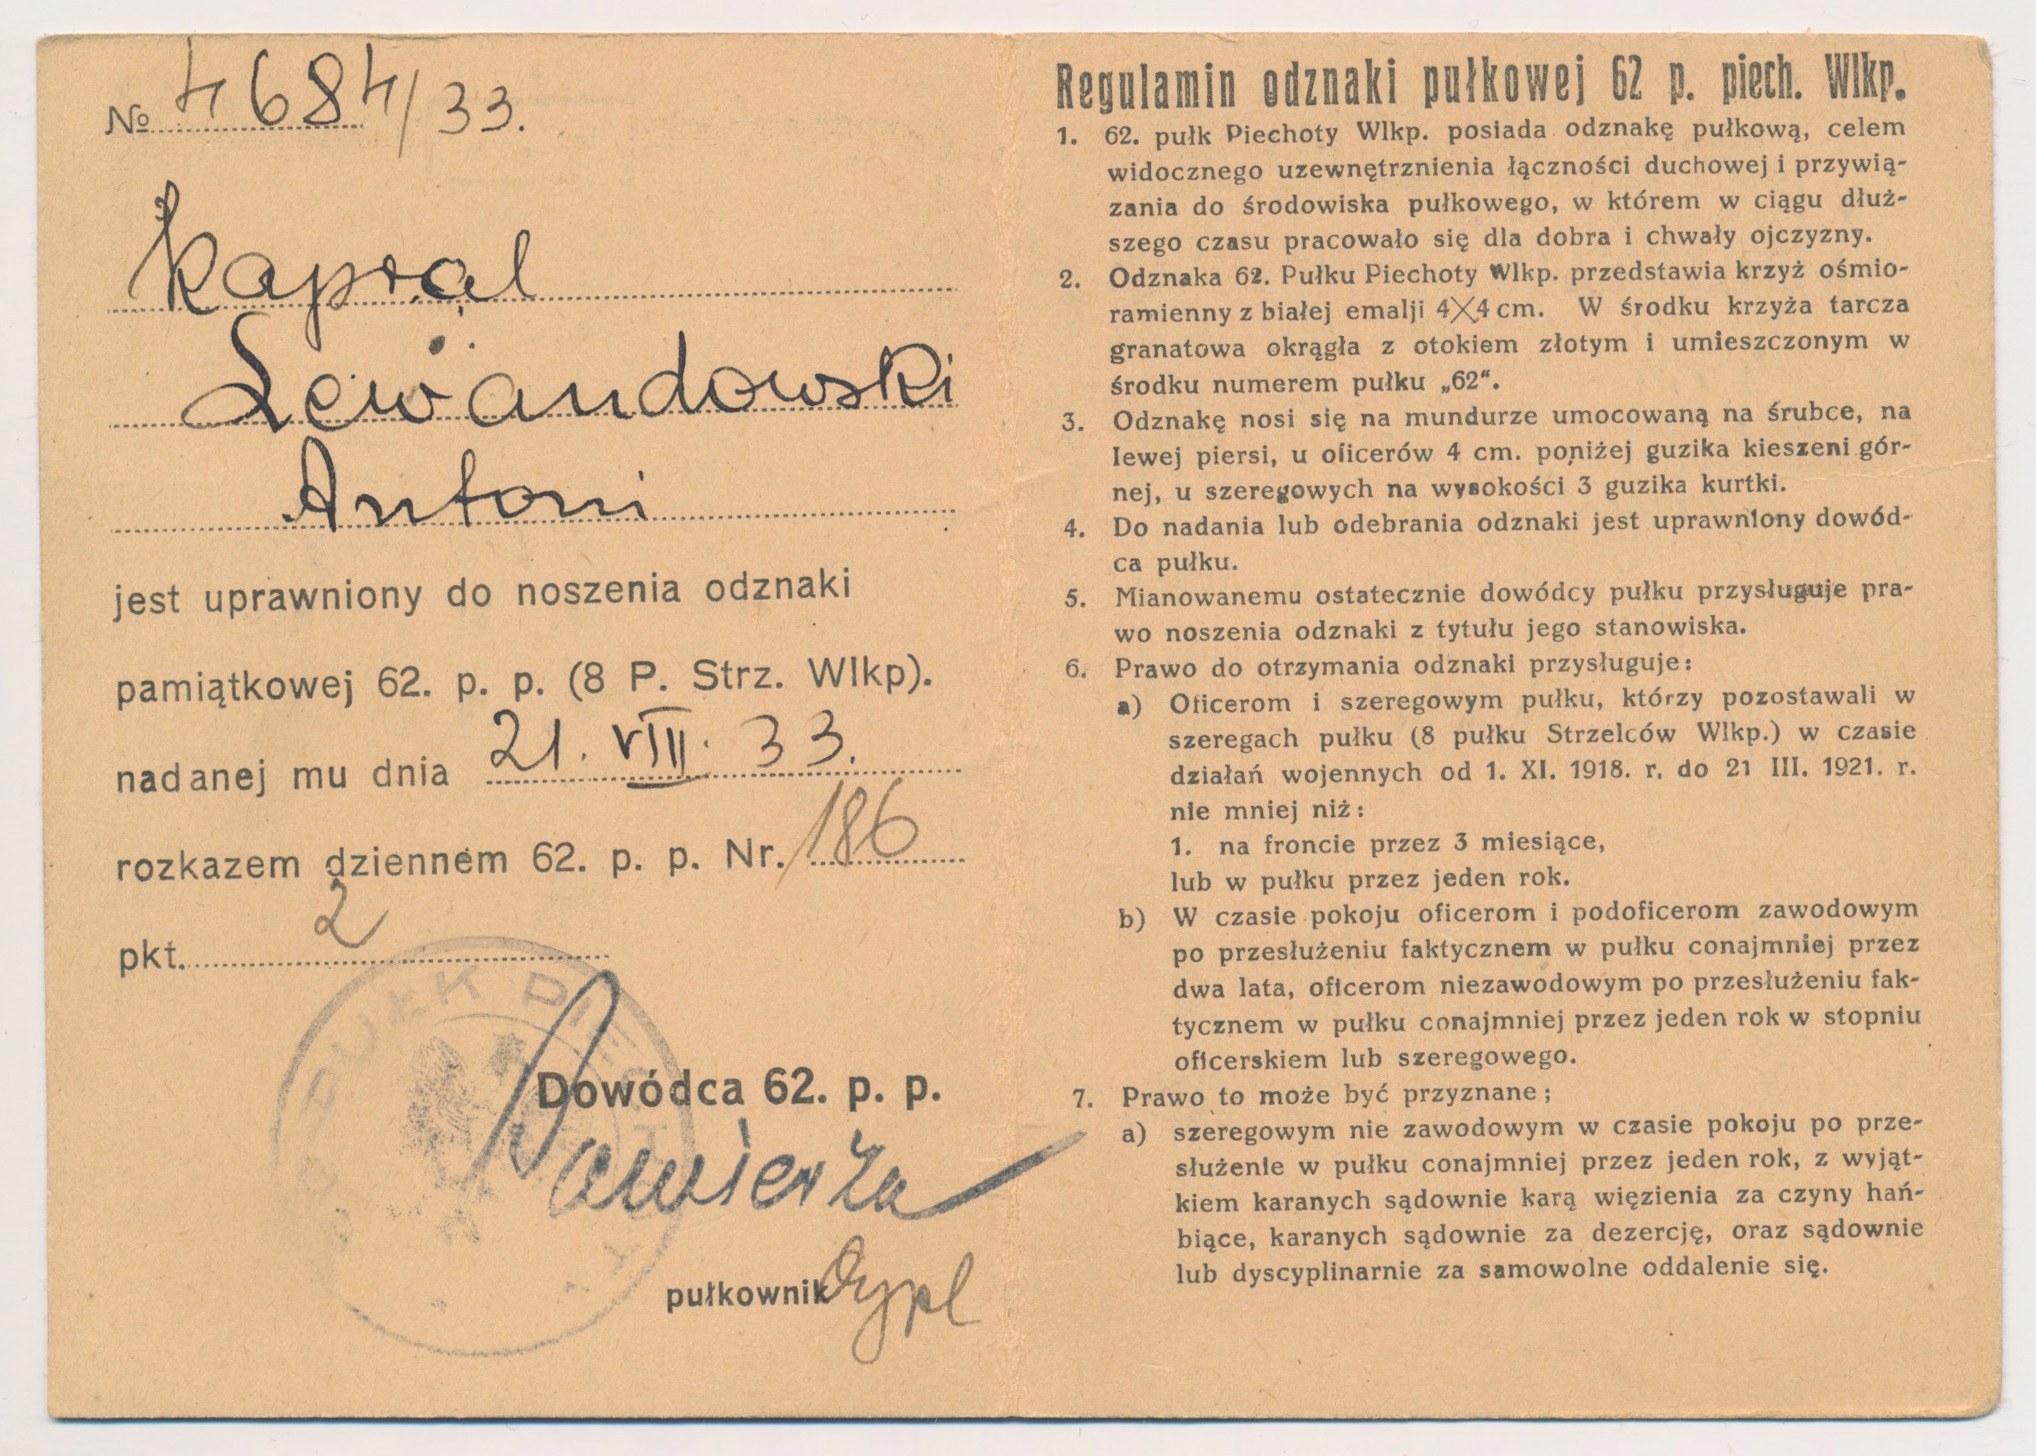 No 4684/33.
Kapral
Lewandowski
Antoni
jest uprawniony do noszenia odznaki
pamiątkowej 62. p. p. (8 P. Strz. Wlkp).
nadanej mu dnia 21. VIII. 33.
rozkazem dziennem 62. p. p. Nr. 186
pkt. 2
PUŁK PIECHOTY
Dowódca 62. p. p.
pułkownik dypl
Regulamin odznaki pułkowej 62 p. piech. Wlkp.
1. 62. pułk Piechoty Wlkp. posiada odznakę pułkową, celem
widocznego uzewnętrznienia łączności duchowej i przywią-
zania do środowiska pułkowego, w którem w ciągu dłuż-
szego czasu pracowało się dla dobra i chwały ojczyzny.
2. Odznaka 62. Pułku Piechoty Wlkp. przedstawia krzyż ośmio-
ramienny z białej emalji 4X4 cm. W środku krzyża tarcza
granatowa okrągła z otokiem złotym i umieszczonym w
środku numerem pułku „62“.
3. Odznakę nosi się na mundurze umocowaną na śrubce, na
lewej piersi, u oficerów 4 cm. poniżej guzika kieszeni gór-
nej, u szeregowych na wysokości 3 guzika kurtki.
4. Do nadania lub odebrania odznaki jest uprawniony dowód-
ca pułku.
5. Mianowanemu ostatecznie dowódcy pułku przysługuje pra-
wo noszenia odznaki z tytułu jego stanowiska.
6. Prawo do otrzymania odznaki przysługuje:
a) Oficerom i szeregowym pułku, którzy pozostawali w
szeregach pułku (8 pułku Strzelców Wlkp.) w czasie
działań wojennych od 1. XI. 1918. r. do 21 III. 1921. r.
nie mniej niż:
1. na froncie przez 3 miesiące,
lub w pułku przez jeden rok.
b) W czasie pokoju oficerom i podoficerom zawodowym
po przesłużeniu faktycznem w pułku conajmniej przez
dwa lata, oficerom niezawodowym po przesłużeniu fak-
tycznem w pułku conajmniej przez jeden rok w stopniu
oficerskiem lub szeregowego.
7. Prawo to może być przyznane;
a) szeregowym nie zawodowym w czasie pokoju po prze-
służenie w pułku conajmniej przez jeden rok, z wyjąt-
kiem karanych sądownie karą więzienia za czyny hań-
biące, karanych sądownie za dezercję, oraz sądownie
lub dyscyplinarnie za samowolne oddalenie się.